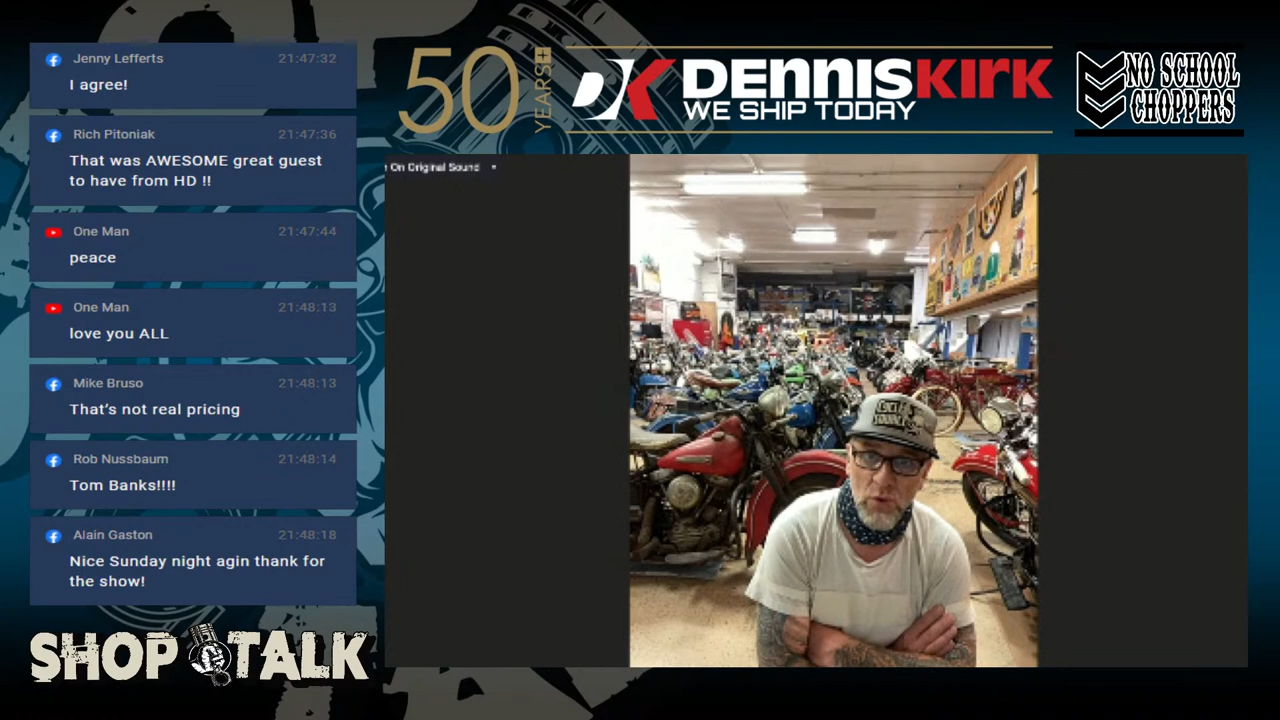 Jenny Lefferts 21:47:32
I agree!
Rich Pitoniak 21:47:36
That was AWESOME great guest
to have from HD !!
One Man 21:47:44
peace
One Man 21:48:13
love you ALL
Mike Bruso 21:48:13
That's not real pricing
Rob Nussbaum 21:48:14
Tom Banks!!!!
Alain Gaston 21:48:18
Nice Sunday night agin thank for
the show!
SHOP TALK
50 YEARS+
DENNIS KIRK
WE SHIP TODAY
NO SCHOOL
CHOPPERS
On Original Sound
CYCLE
SOURCE